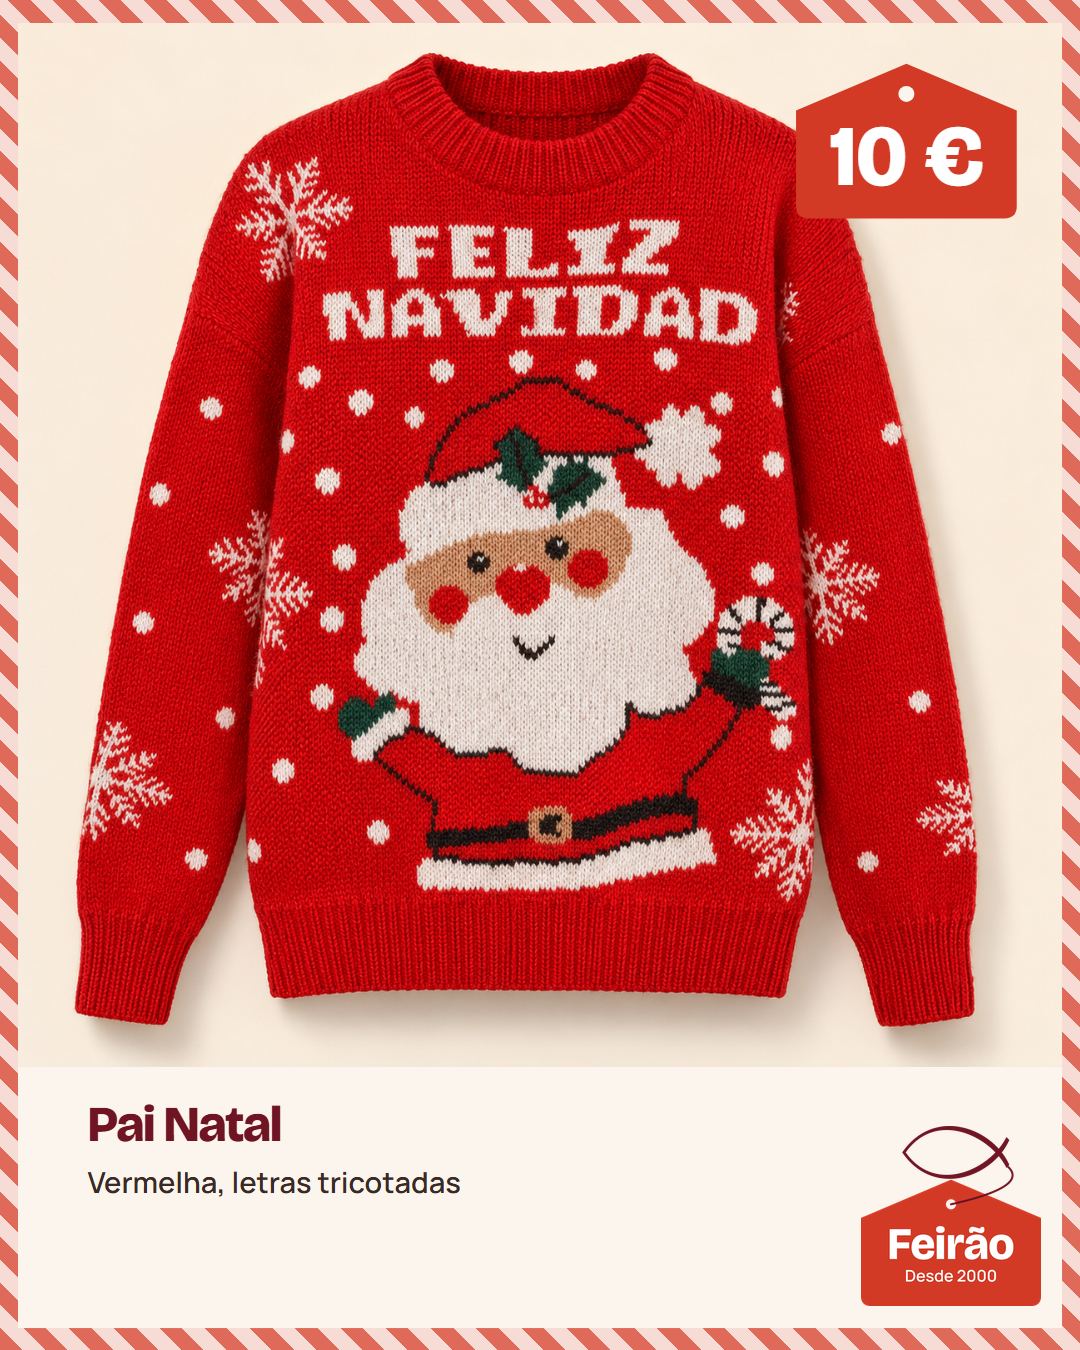 10 €
FELIZ
NAVIDAD
Pai Natal
Vermelha, letras tricotadas
Feirão
Desde 2000